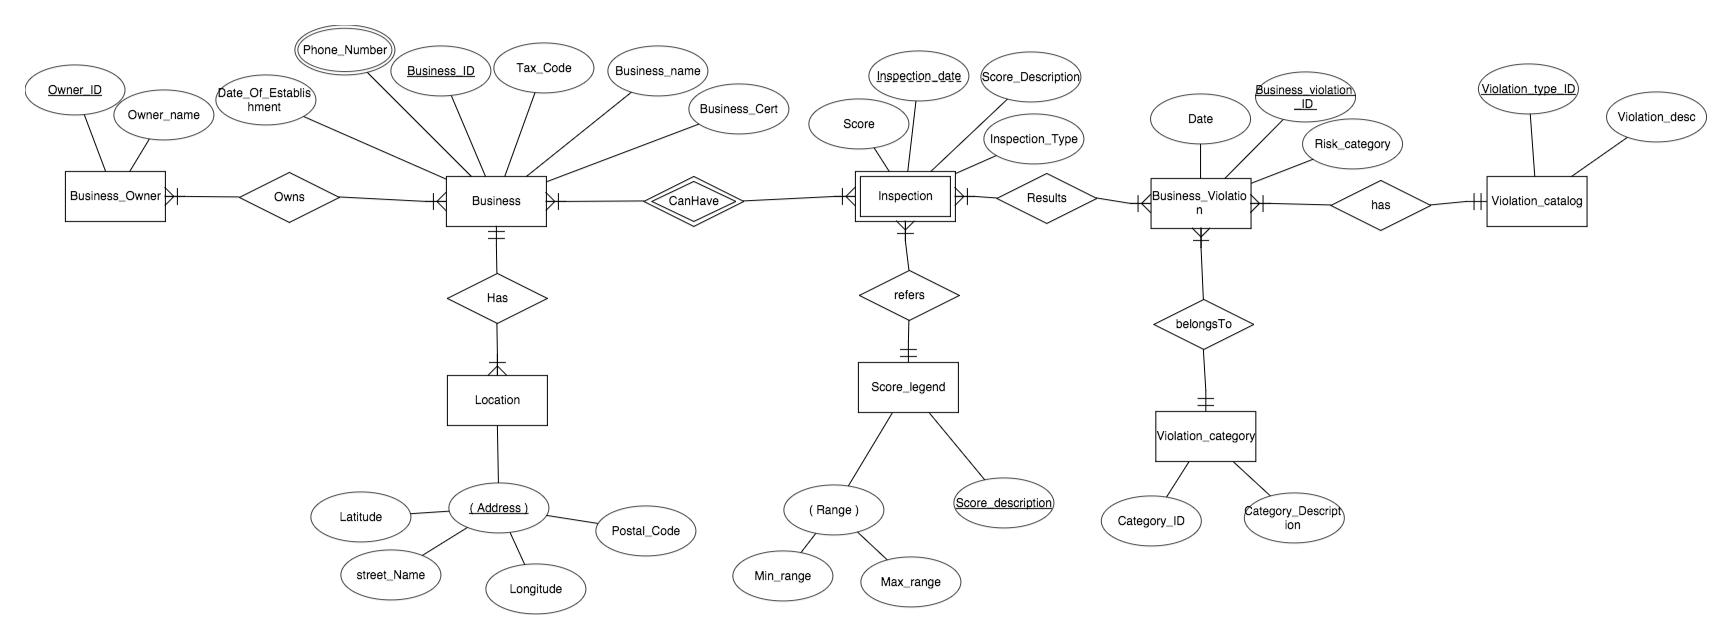 Phone_Number
Business_ID
Tax_Code
Business_name
Inspection_date
Score_Description
Owner_ID
Date_Of_Establis
hment
Business_violation
_ID
Violation_type_ID
Owner_name
Business_Cert
Score
Inspection_Type
Date
Risk_category
Violation_desc
Business_Owner
Owns
Business
CanHave
Inspection
Results
Business_Violatio
n
has
Violation_catalog
Has
refers
belongsTo
Location
Score_legend
Violation_category
( Address )
Latitude
Postal_Code
street_Name
Longitude
( Range )
Score_description
Min_range
Max_range
Category_ID
Category_Descript
ion